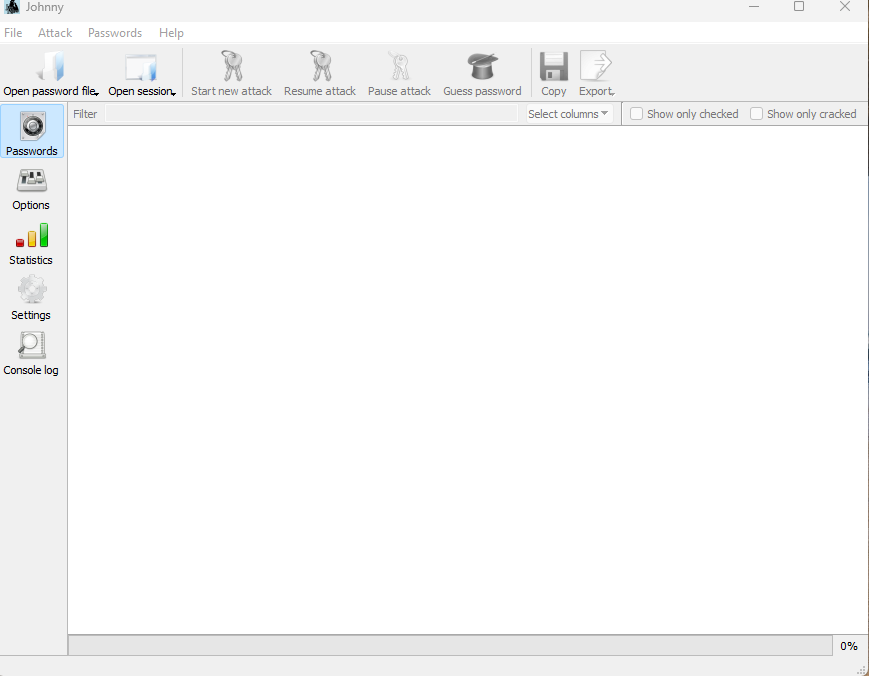 Johnny
File Attack Passwords Help
Open password file Open session Start new attack Resume attack Pause attack Guess password Copy Export
Filter Select columns Show only checked Show only cracked
Passwords
Options
Statistics
Settings
Console log
0%